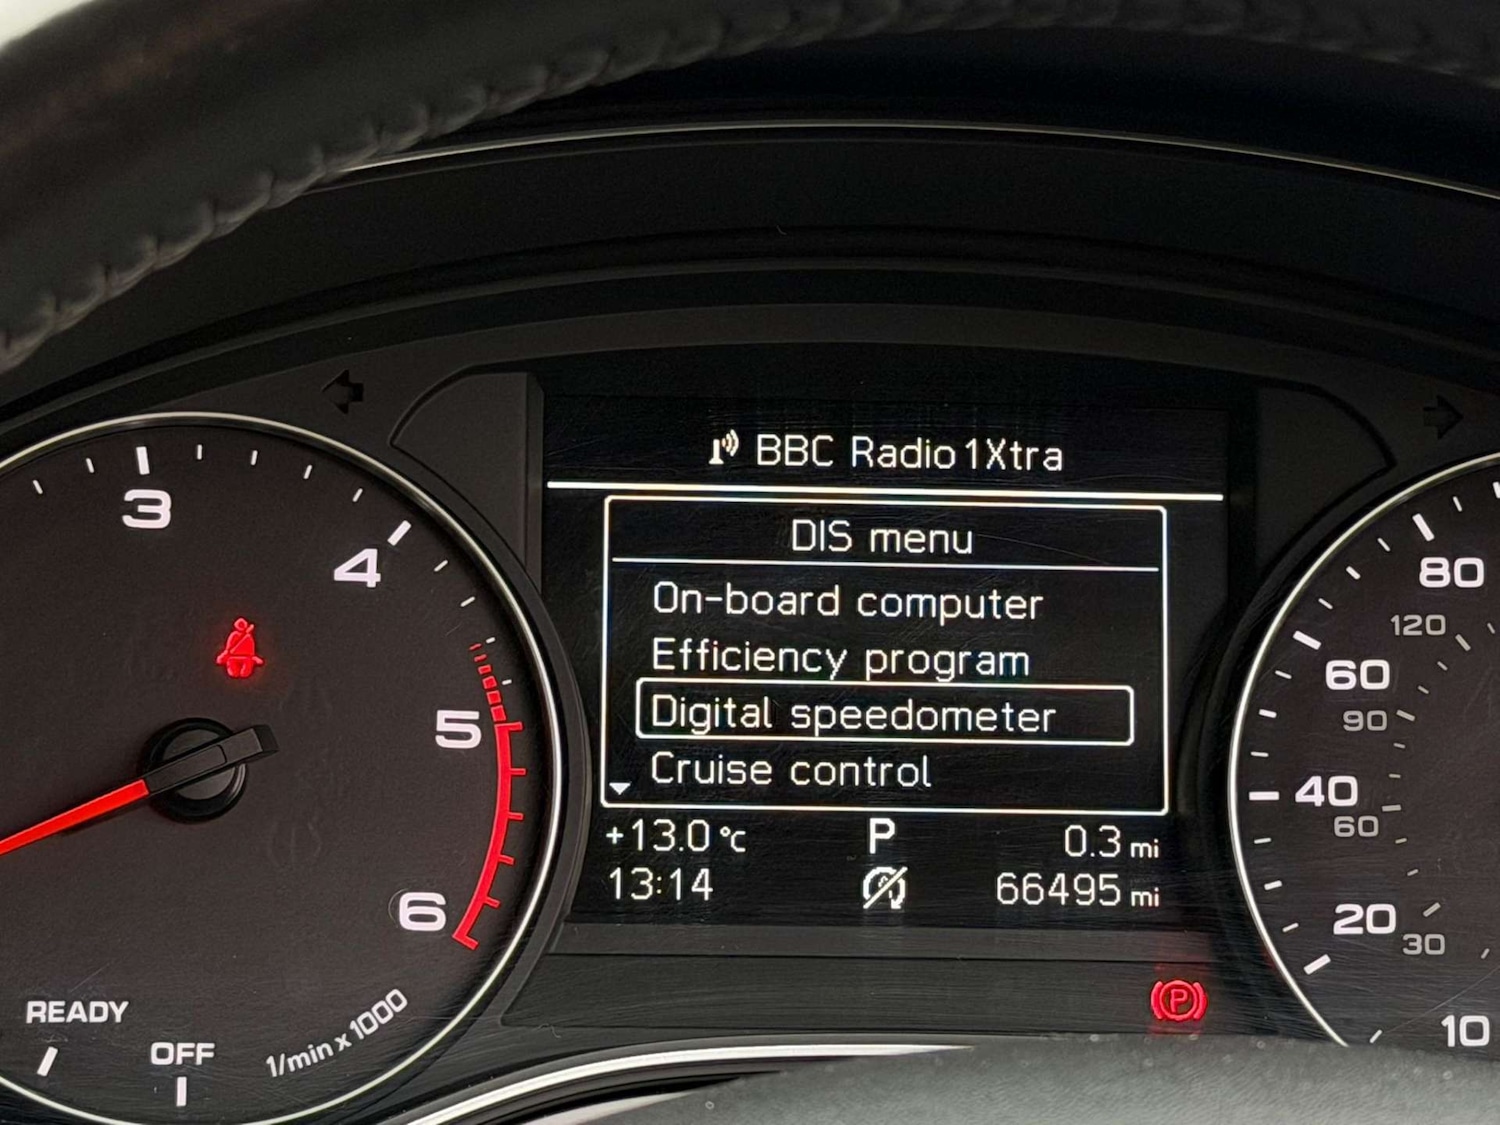 BBC Radio 1Xtra
DIS menu
On-board computer
Efficiency program
Digital speedometer
Cruise control
+13.0 °C P 0.3 mi
13:14 A 66495 mi
3
4
5
6
READY
OFF
1/min x 1000
80
120
60
90
40
60
20
30
10
P